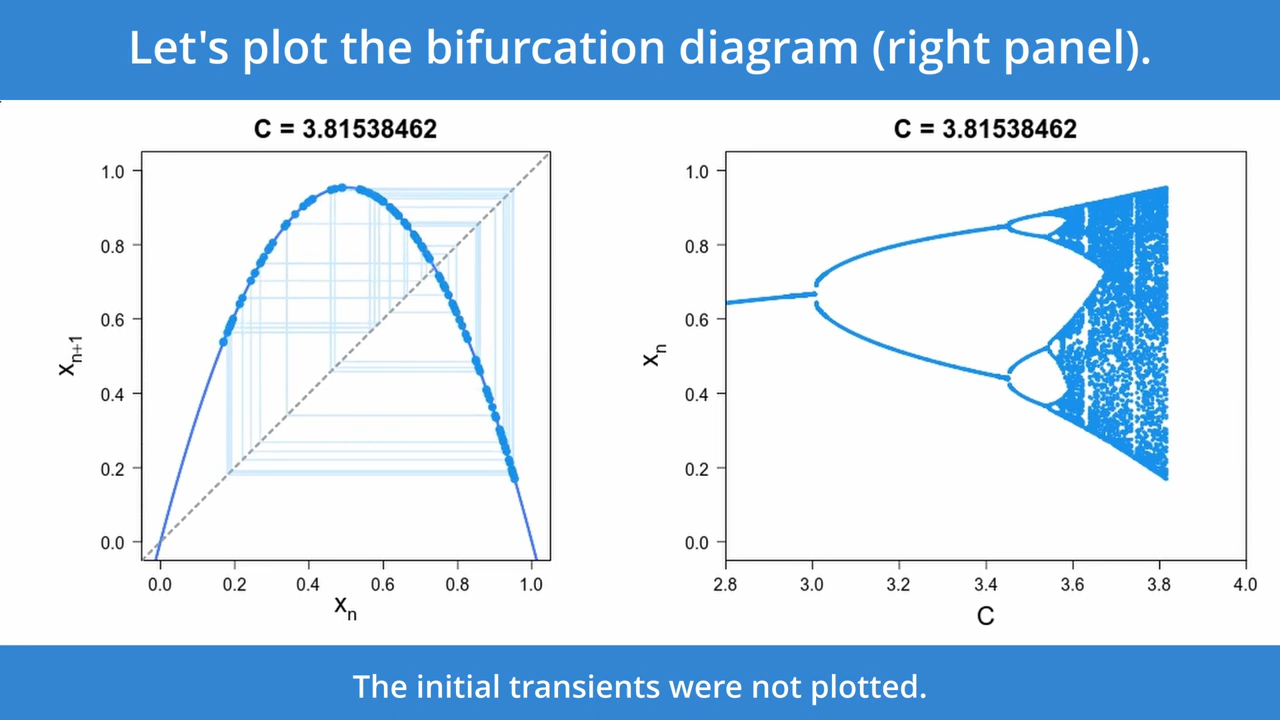 Let's plot the bifurcation diagram (right panel).
C = 3.81538462
1.0
0.8
0.6
0.4
0.2
0.0
xn+1
0.0 0.2 0.4 0.6 0.8 1.0
xn
C = 3.81538462
1.0
0.8
0.6
0.4
0.2
0.0
xn
2.8 3.0 3.2 3.4 3.6 3.8 4.0
C
The initial transients were not plotted.